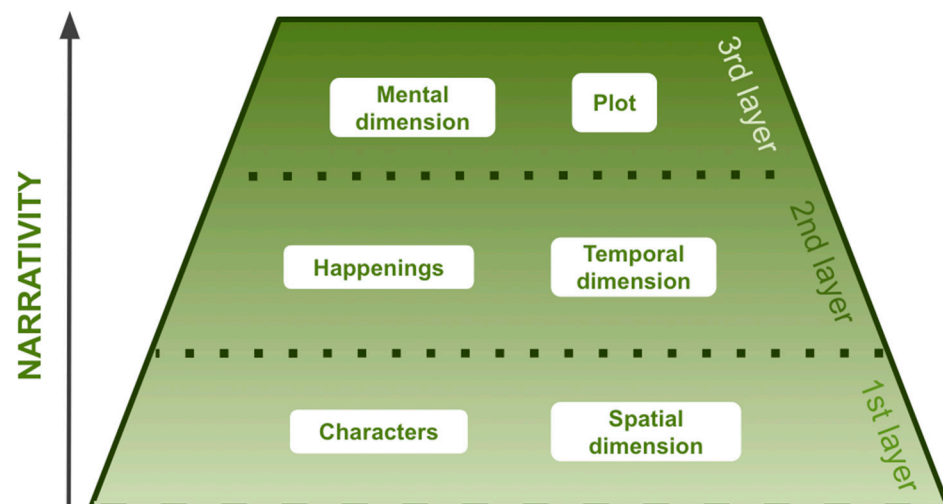 NARRATIVITY
3rd layer
Mental
dimension
Plot
2nd layer
Happenings
Temporal
dimension
1st layer
Characters
Spatial
dimension